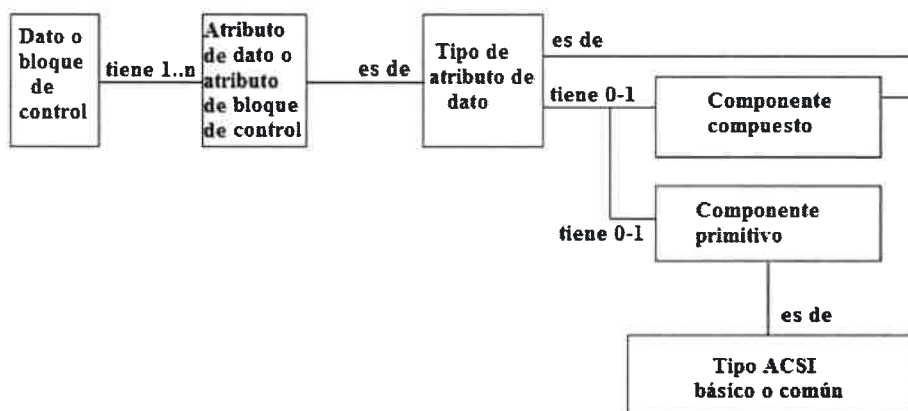 Dato o
bloque
de
control
tiene 1..n
Atributo
de dato o
atributo
de bloque
de control
es de
Tipo de
atributo de
dato
es de
tiene 0-1
Componente
compuesto
tiene 0-1
Componente
primitivo
es de
Tipo ACSI
básico o común